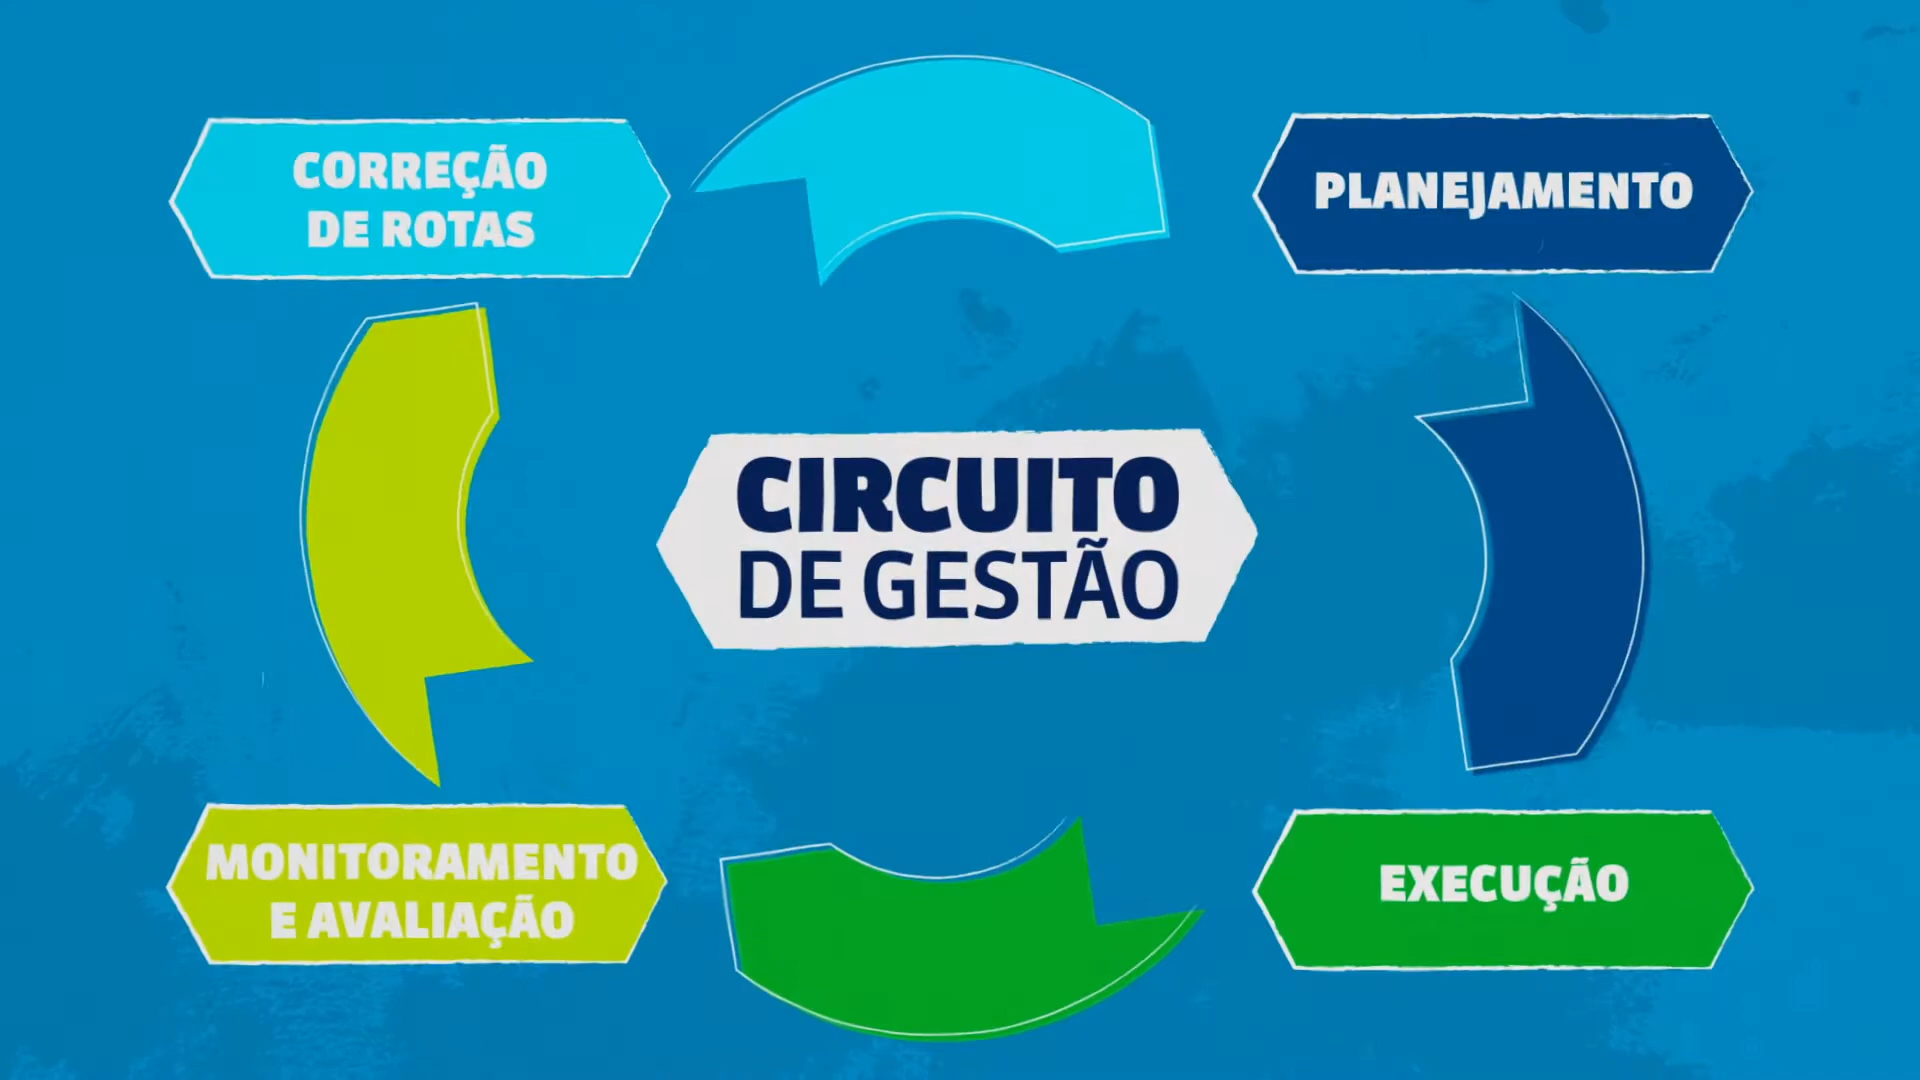 CORREÇÃO
DE ROTAS
PLANEJAMENTO
CIRCUITO
DE GESTÃO
MONITORAMENTO
E AVALIAÇÃO
EXECUÇÃO